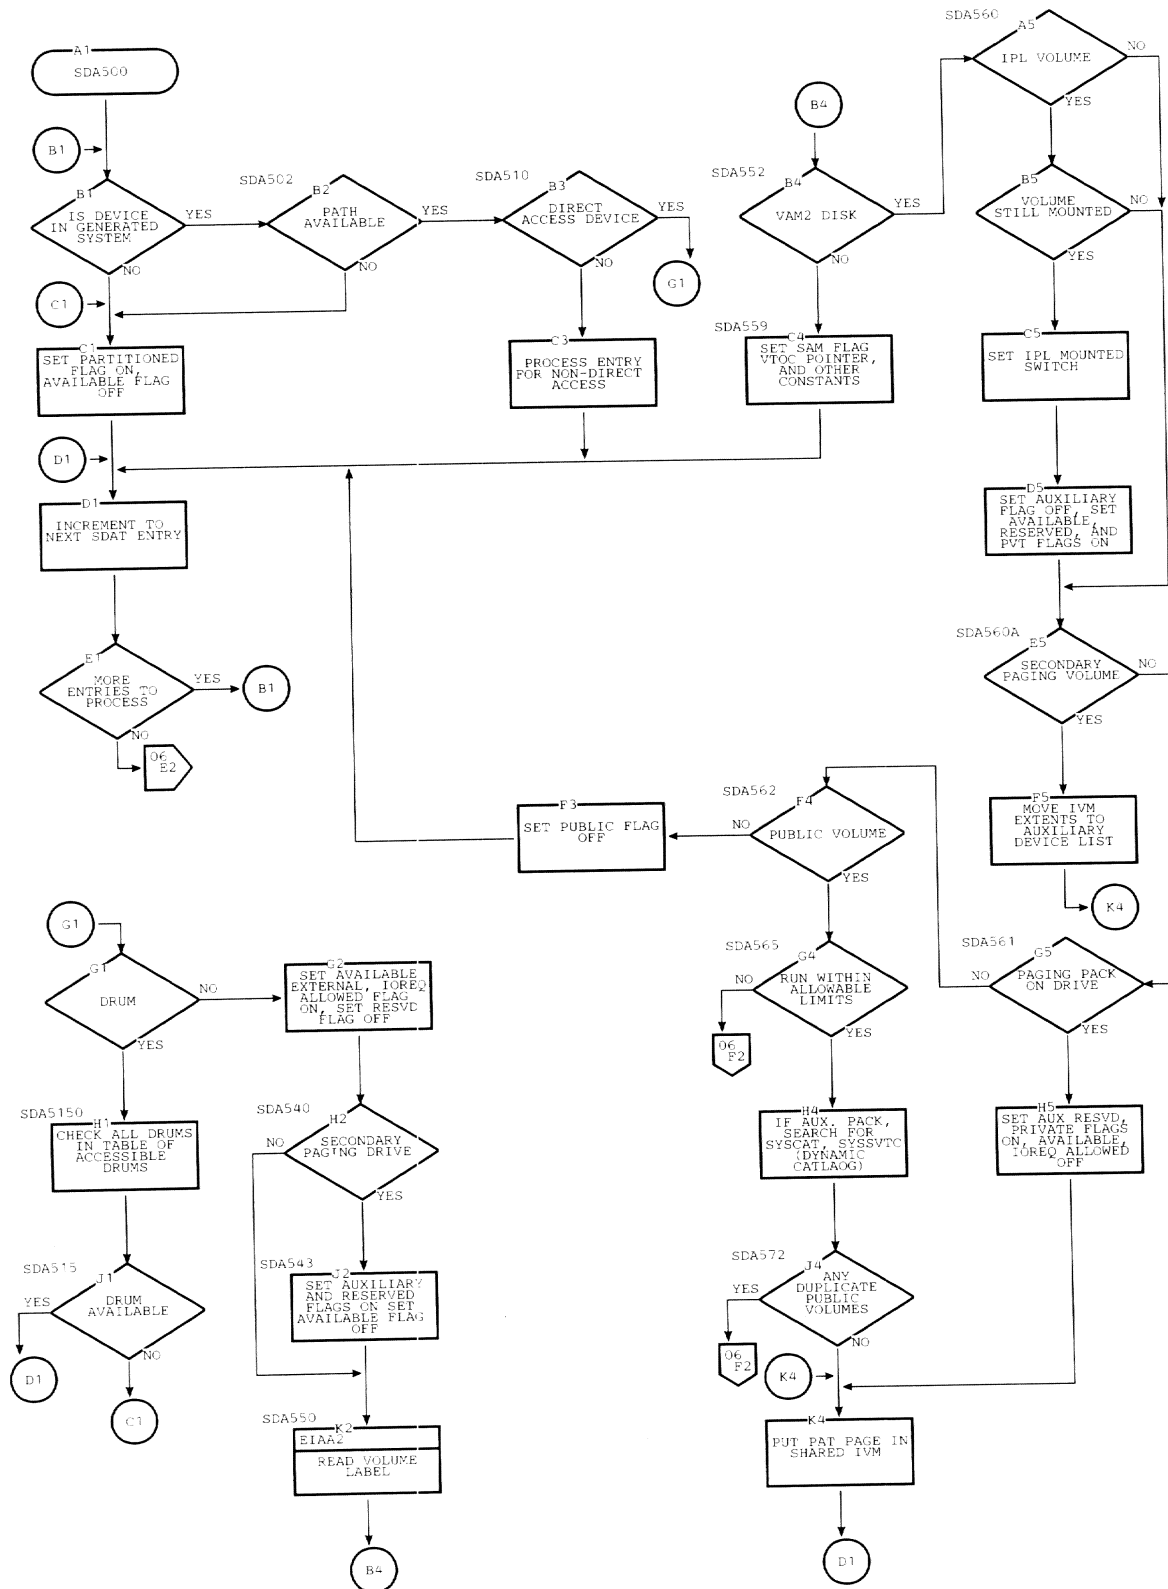 A1
SDA500
B1
B1
IS DEVICE
IN GENERATED
SYSTEM
YES
NO
SDA502
B2
PATH
AVAILABLE
YES
NO
SDA510
B3
DIRECT
ACCESS DEVICE
YES
NO
G1
C1
C1
SET PARTITIONED
FLAG ON,
AVAILABLE FLAG
OFF
C3
PROCESS ENTRY
FOR NON-DIRECT
ACCESS
D1
D1
INCREMENT TO
NEXT SDAT ENTRY
E1
MORE
ENTRIES TO
PROCESS
YES
B1
NO
06
E2
B4
SDA552
B4
VAM2 DISK
YES
NO
SDA559
C4
SET SAM FLAG
VTOC POINTER,
AND OTHER
CONSTANTS
SDA560
A5
IPL VOLUME
NO
YES
B5
VOLUME
STILL MOUNTED
NO
YES
C5
SET IPL MOUNTED
SWITCH
D5
SET AUXILIARY
FLAG OFF, SET
AVAILABLE,
RESERVED, AND
PVT FLAGS ON
SDA560A
E5
SECONDARY
PAGING VOLUME
NO
YES
F5
MOVE IVM
EXTENTS TO
AUXILIARY
DEVICE LIST
K4
F3
SET PUBLIC FLAG
OFF
SDA562
F4
PUBLIC VOLUME
NO
YES
SDA565
G4
RUN WITHIN
ALLOWABLE
LIMITS
NO
YES
06
F2
SDA561
G5
PAGING PACK
ON DRIVE
NO
YES
H4
IF AUX. PACK,
SEARCH FOR
SYSCAT, SYSSVTC
(DYNAMIC
CATLAOG)
H5
SET AUX RESVD,
PRIVATE FLAGS
ON, AVAILABLE,
IOREQ ALLOWED
OFF
SDA572
J4
ANY
DUPLICATE
PUBLIC
VOLUMES
YES
NO
06
F2
K4
K4
PUT PAT PAGE IN
SHARED IVM
D1
G1
G1
DRUM
NO
YES
G2
SET AVAILABLE
EXTERNAL, IOREQ
ALLOWED FLAG
ON, SET RESVD
FLAG OFF
SDA5150
H1
CHECK ALL DRUMS
IN TABLE OF
ACCESSIBLE
DRUMS
SDA515
J1
DRUM
AVAILABLE
YES
NO
D1
C1
SDA540
H2
SECONDARY
PAGING DRIVE
NO
YES
SDA543
J2
SET AUXILIARY
AND RESERVED
FLAGS ON SET
AVAILABLE FLAG
OFF
SDA550
K2
EIAA2
READ VOLUME
LABEL
B4